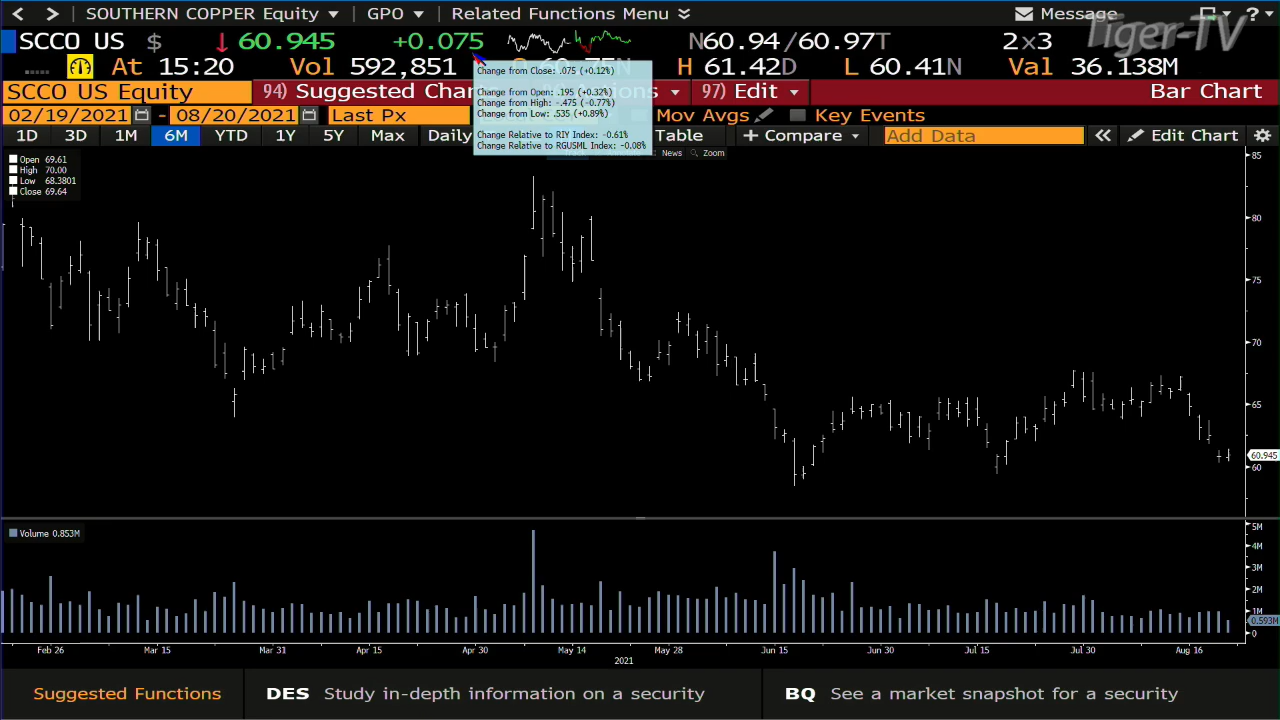 < > SOUTHERN COPPER Equity GPO Related Functions Menu Message ?
Tiger-TV
SCCO US $ ↓60.945 +0.075 N60.94/60.97T 2x3
At 15:20 Vol 592,851 H 61.42D L 60.41N Val 36.138M
SCCO US Equity 94) Suggested Char 97) Edit Bar Chart
02/19/2021 - 08/20/2021 Last Px Mov Avgs Key Events
1D 3D 1M 6M YTD 1Y 5Y Max Daily Table + Compare Add Data « Edit Chart
Change from Close: .075 (+0.12%)
Change from Open: .195 (+0.32%)
Change from High: -.475 (-0.77%)
Change from Low: .535 (+0.89%)
Change Relative to RIY Index: -0.61%
Change Relative to RGUSML Index: -0.08%
News Zoom
Open 69.61
High 70.00
Low 68.3801
Close 69.64
85
80
75
70
65
60.945
60
Volume 0.853M
5M
4M
3M
2M
1M
0.593M
0
Feb 26 Mar 15 Mar 31 Apr 15 Apr 30 May 14 May 28 Jun 15 Jun 30 Jul 15 Jul 30 Aug 16
2021
Suggested Functions DES Study in-depth information on a security BQ See a market snapshot for a security